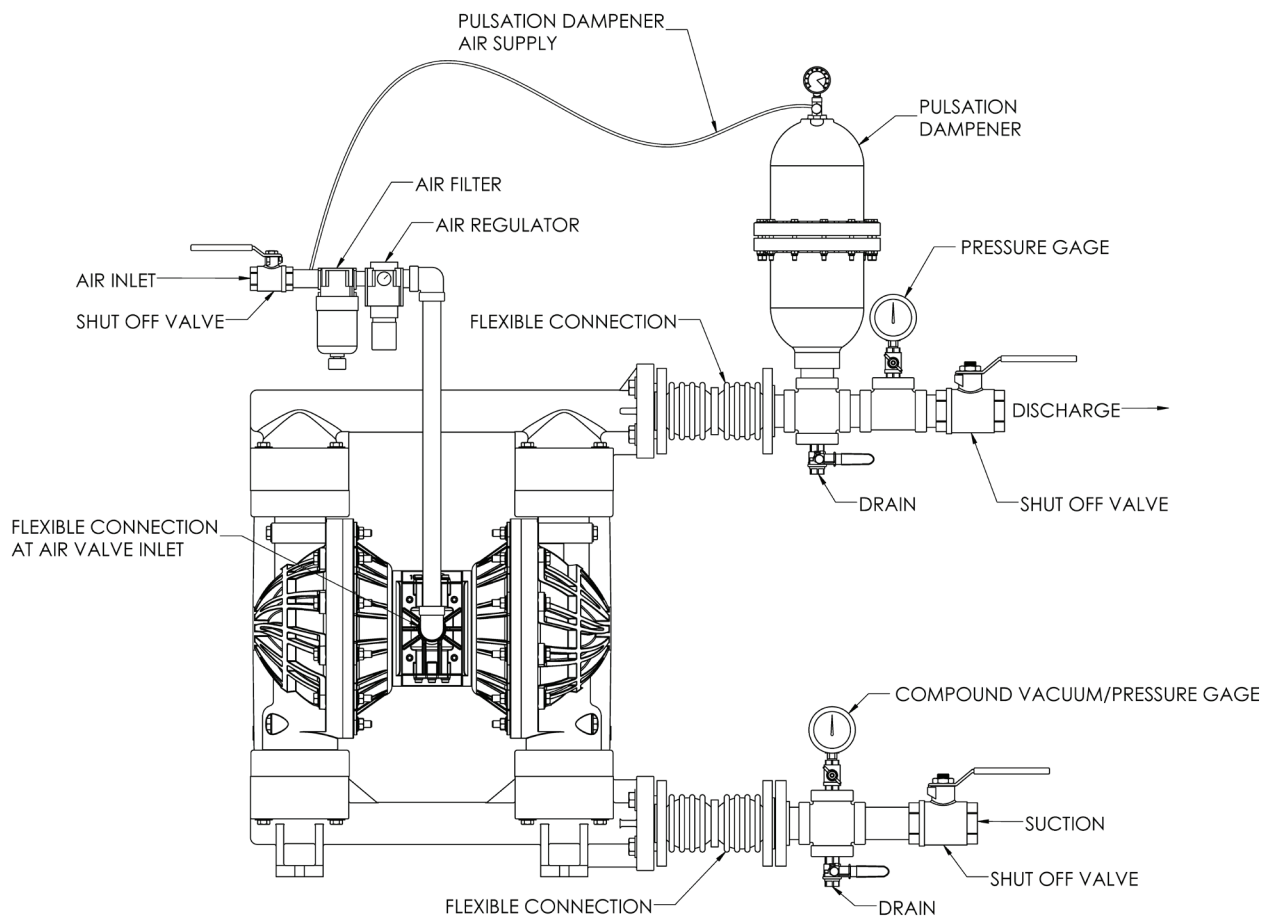 PULSATION DAMPENER
AIR SUPPLY
PULSATION
DAMPENER
AIR FILTER
AIR REGULATOR
PRESSURE GAGE
AIR INLET
SHUT OFF VALVE
FLEXIBLE CONNECTION
DISCHARGE
DRAIN
SHUT OFF VALVE
FLEXIBLE CONNECTION
AT AIR VALVE INLET
COMPOUND VACUUM/PRESSURE GAGE
SUCTION
SHUT OFF VALVE
FLEXIBLE CONNECTION
DRAIN